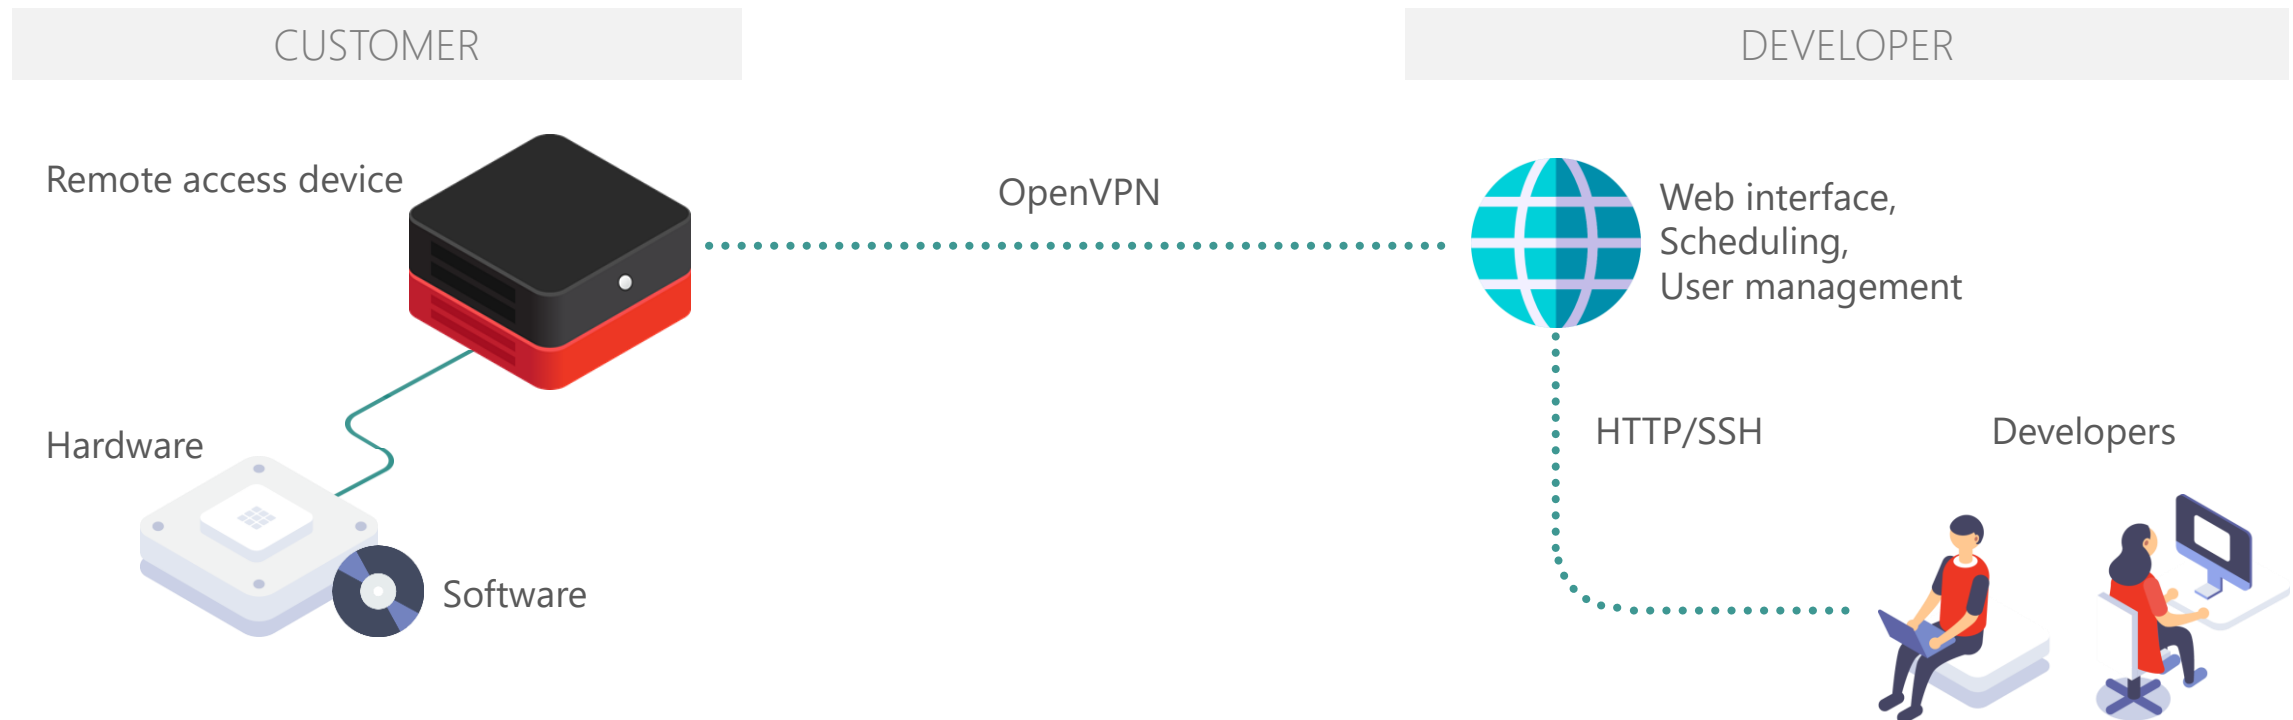 CUSTOMER
DEVELOPER
Remote access device
OpenVPN
Web interface,
Scheduling,
User management
Hardware
HTTP/SSH
Developers
Software